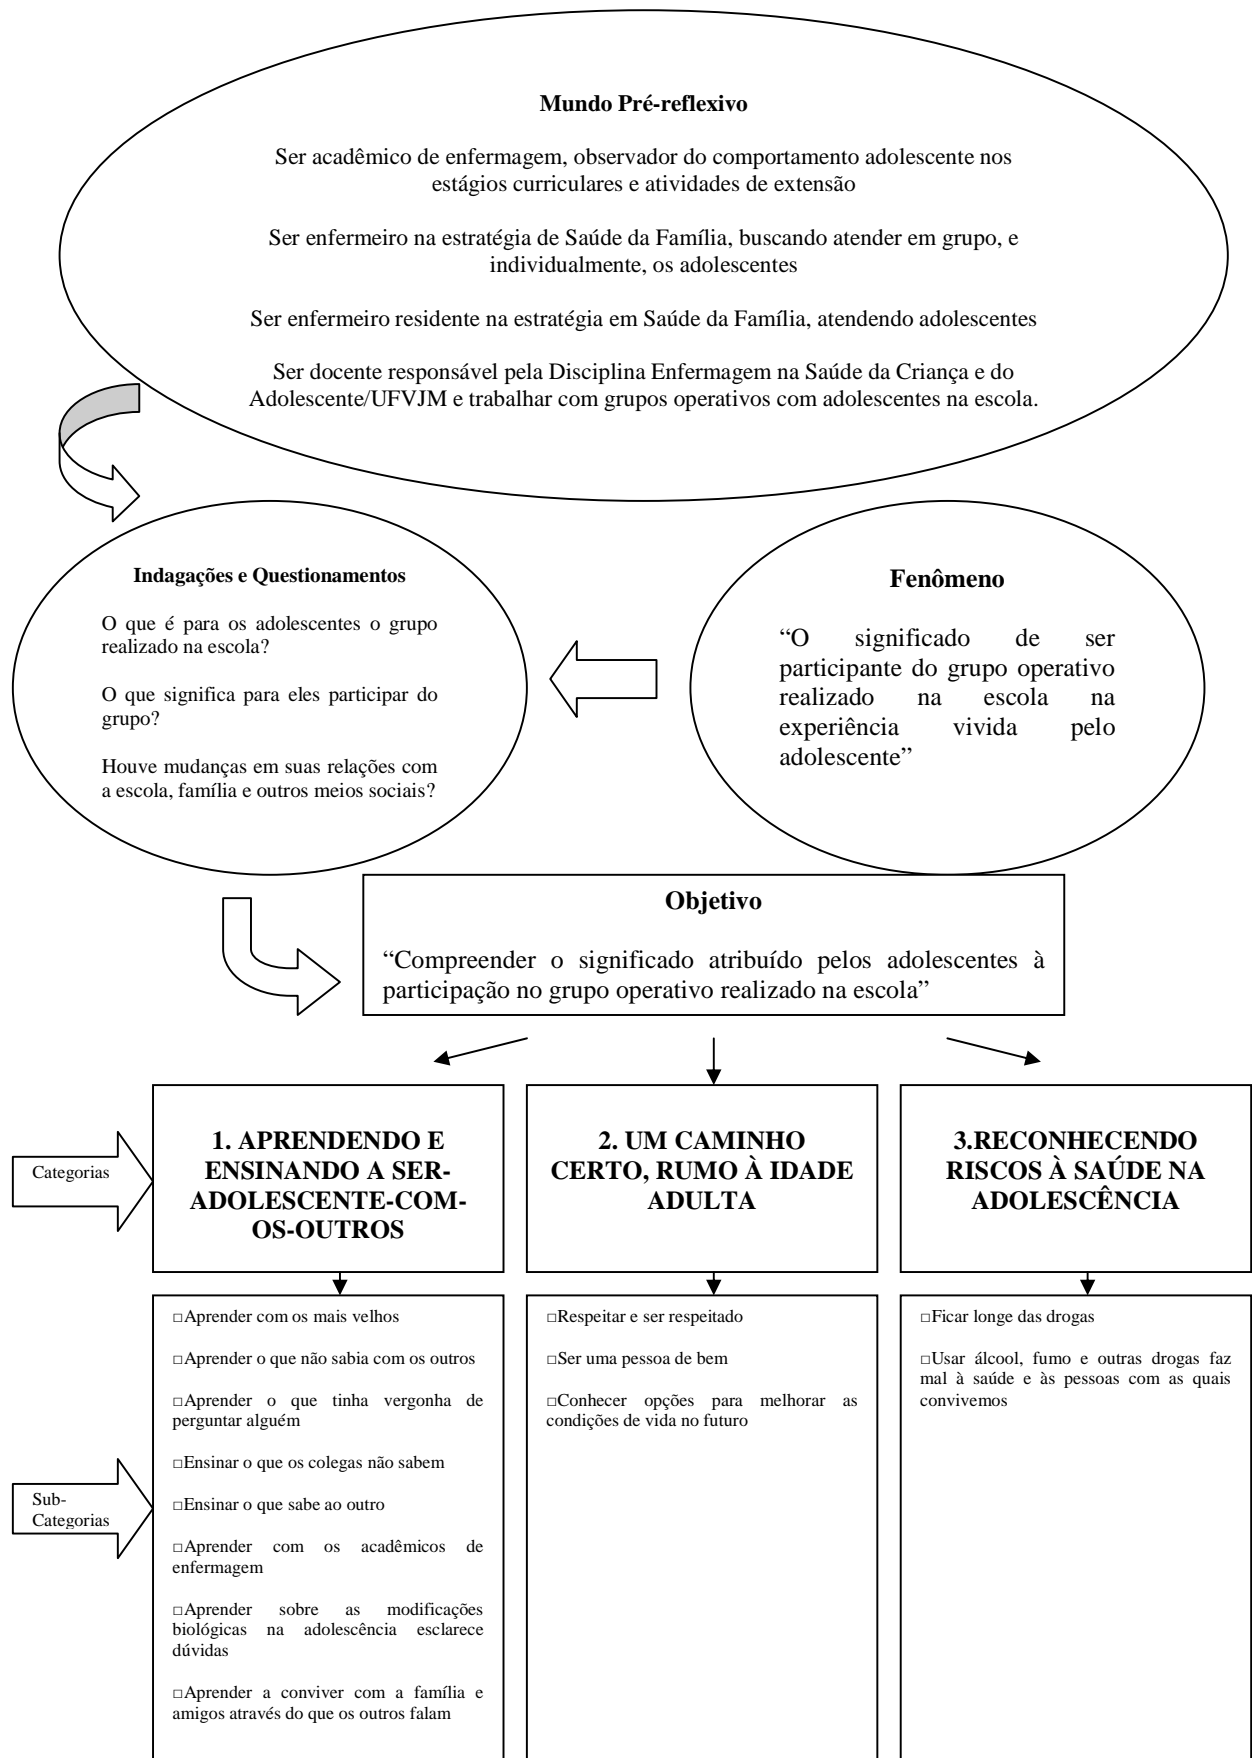 Mundo Pré-reflexivo
Ser acadêmico de enfermagem, observador do comportamento adolescente nos
estágios curriculares e atividades de extensão
Ser enfermeiro na estratégia de Saúde da Família, buscando atender em grupo, e
individualmente, os adolescentes
Ser enfermeiro residente na estratégia em Saúde da Família, atendendo adolescentes
Ser docente responsável pela Disciplina Enfermagem na Saúde da Criança e do
Adolescente/UFVJM e trabalhar com grupos operativos com adolescentes na escola.
Indagações e Questionamentos
O que é para os adolescentes o grupo
realizado na escola?
O que significa para eles participar do
grupo?
Houve mudanças em suas relações com
a escola, família e outros meios sociais?
Fenômeno
“O significado de ser
participante do grupo operativo
realizado na escola na
experiência vivida pelo
adolescente”
Objetivo
“Compreender o significado atribuído pelos adolescentes à
participação no grupo operativo realizado na escola”
Categorias
1. APRENDENDO E
ENSINANDO A SER-
ADOLESCENTE-COM-
OS-OUTROS
2. UM CAMINHO
CERTO, RUMO À IDADE
ADULTA
3.RECONHECENDO
RISCOS À SAÚDE NA
ADOLESCÊNCIA
Sub-
Categorias
□Aprender com os mais velhos
□Aprender o que não sabia com os outros
□Aprender o que tinha vergonha de
perguntar alguém
□Ensinar o que os colegas não sabem
□Ensinar o que sabe ao outro
□Aprender com os acadêmicos de
enfermagem
□Aprender sobre as modificações
biológicas na adolescência esclarece
dúvidas
□Aprender a conviver com a família e
amigos através do que os outros falam
□Respeitar e ser respeitado
□Ser uma pessoa de bem
□Conhecer opções para melhorar as
condições de vida no futuro
□Ficar longe das drogas
□Usar álcool, fumo e outras drogas faz
mal à saúde e às pessoas com as quais
convivemos